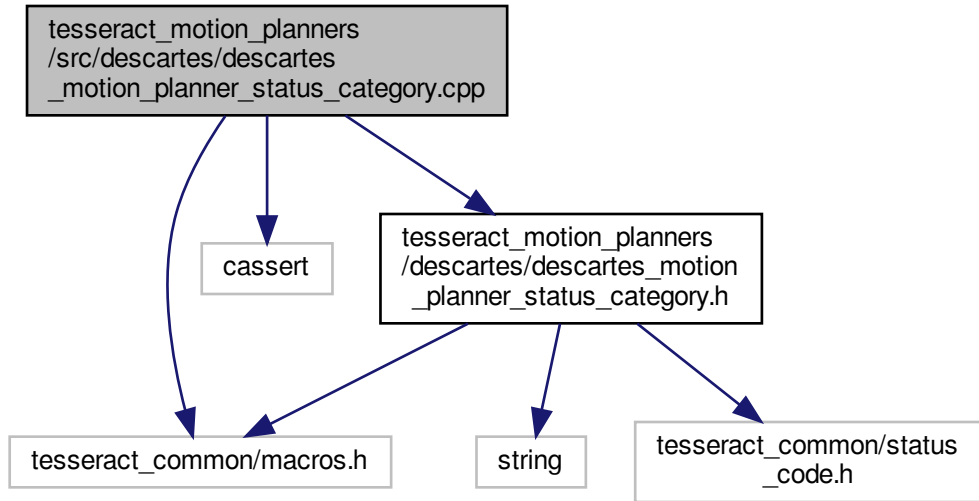 tesseract_motion_planners
/src/descartes/descartes
_motion_planner_status_category.cpp
cassert
tesseract_motion_planners
/descartes/descartes_motion
_planner_status_category.h
tesseract_common/macros.h
string
tesseract_common/status
_code.h